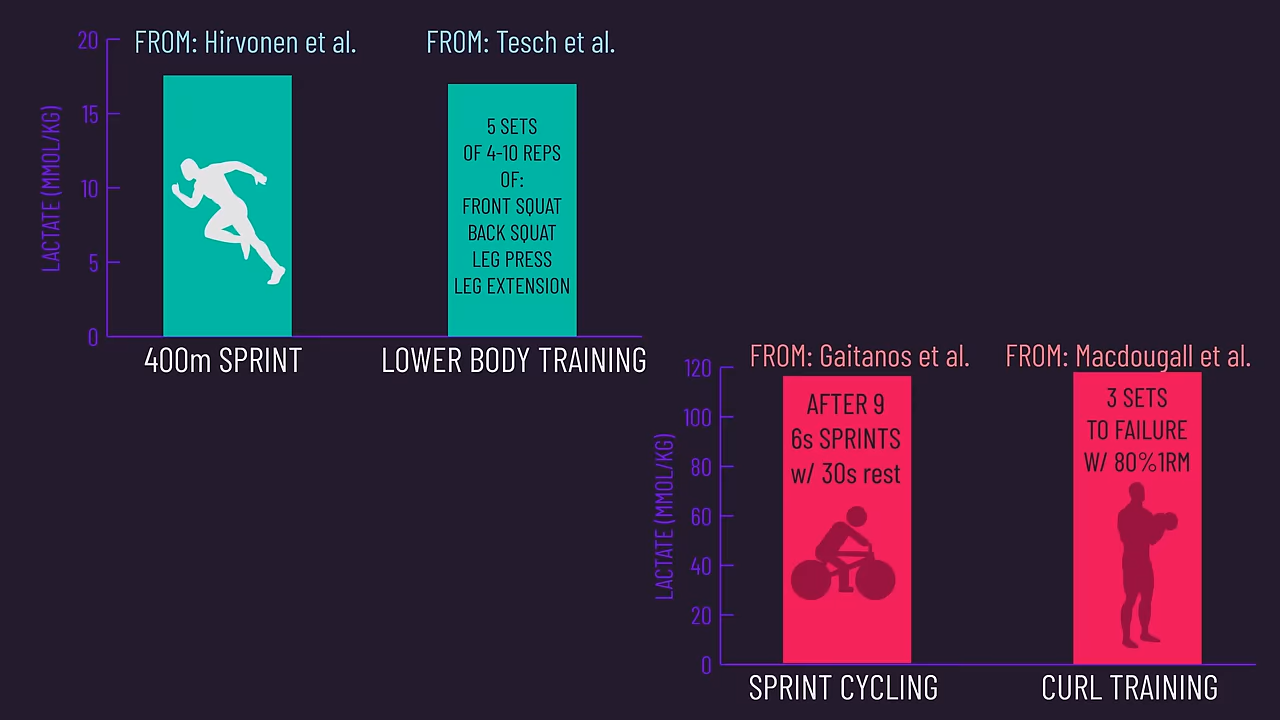 FROM: Hirvonen et al.
FROM: Tesch et al.
20
15
10
5
0
LACTATE (MMOL/KG)
5 SETS
OF 4-10 REPS
OF:
FRONT SQUAT
BACK SQUAT
LEG PRESS
LEG EXTENSION
400m SPRINT
LOWER BODY TRAINING
FROM: Gaitanos et al.
FROM: Macdougall et al.
120
100
80
60
40
20
0
LACTATE (MMOL/KG)
AFTER 9
6s SPRINTS
w/ 30s rest
3 SETS
TO FAILURE
W/ 80%1RM
SPRINT CYCLING
CURL TRAINING